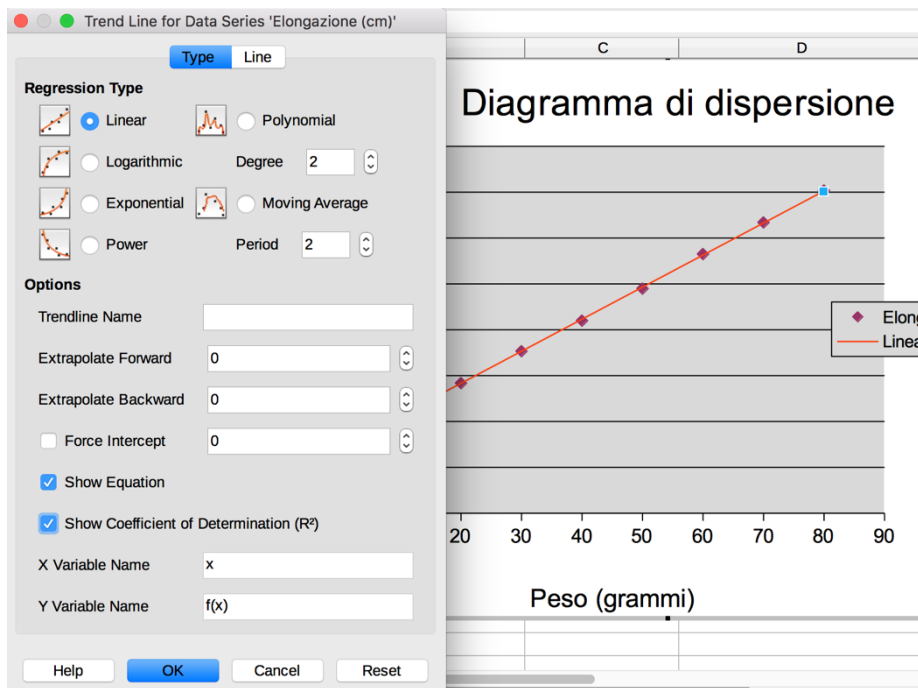 Trend Line for Data Series 'Elongazione (cm)'
Type Line
Regression Type
Linear Polynomial
Logarithmic Degree 2
Exponential Moving Average
Power Period 2
Options
Trendline Name
Extrapolate Forward 0
Extrapolate Backward 0
Force Intercept 0
Show Equation
Show Coefficient of Determination (R²)
X Variable Name x
Y Variable Name f(x)
Help OK Cancel Reset
C D
Diagramma di dispersione
Elong
Linea
20 30 40 50 60 70 80 90
Peso (grammi)